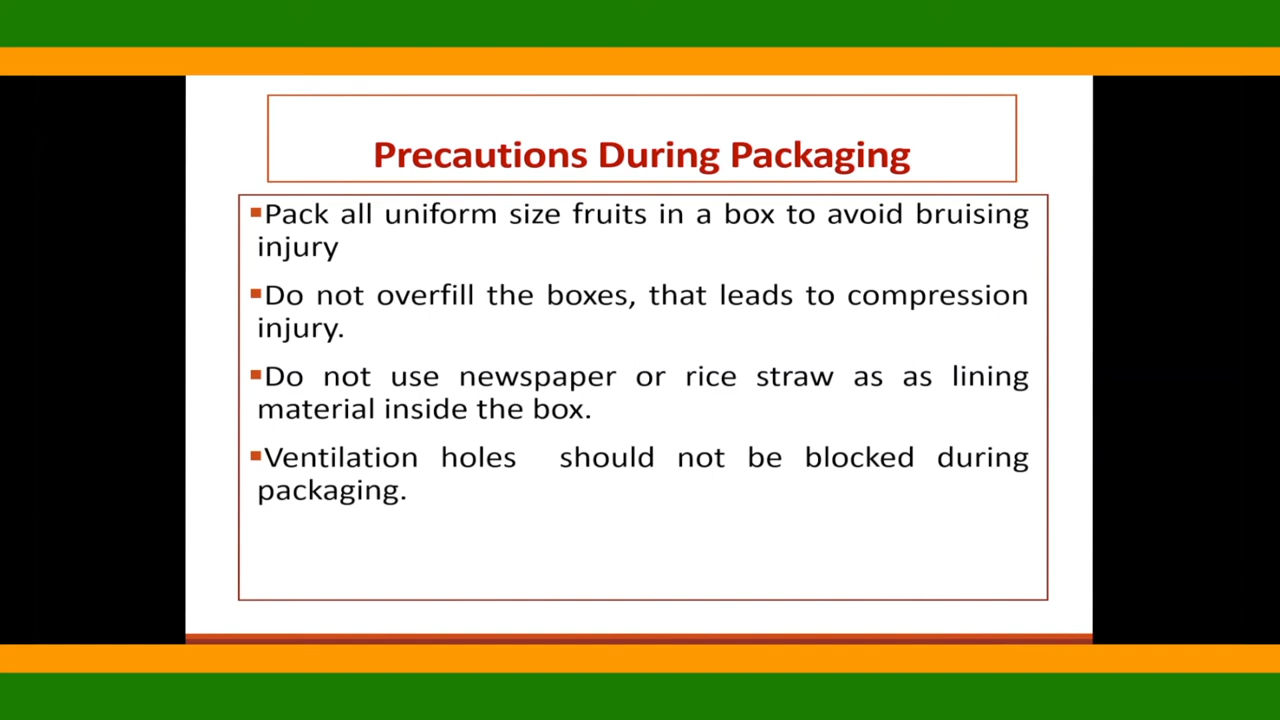 Precautions During Packaging
▪Pack all uniform size fruits in a box to avoid bruising
injury
▪Do not overfill the boxes, that leads to compression
injury.
▪Do not use newspaper or rice straw as as lining
material inside the box.
▪Ventilation holes should not be blocked during
packaging.